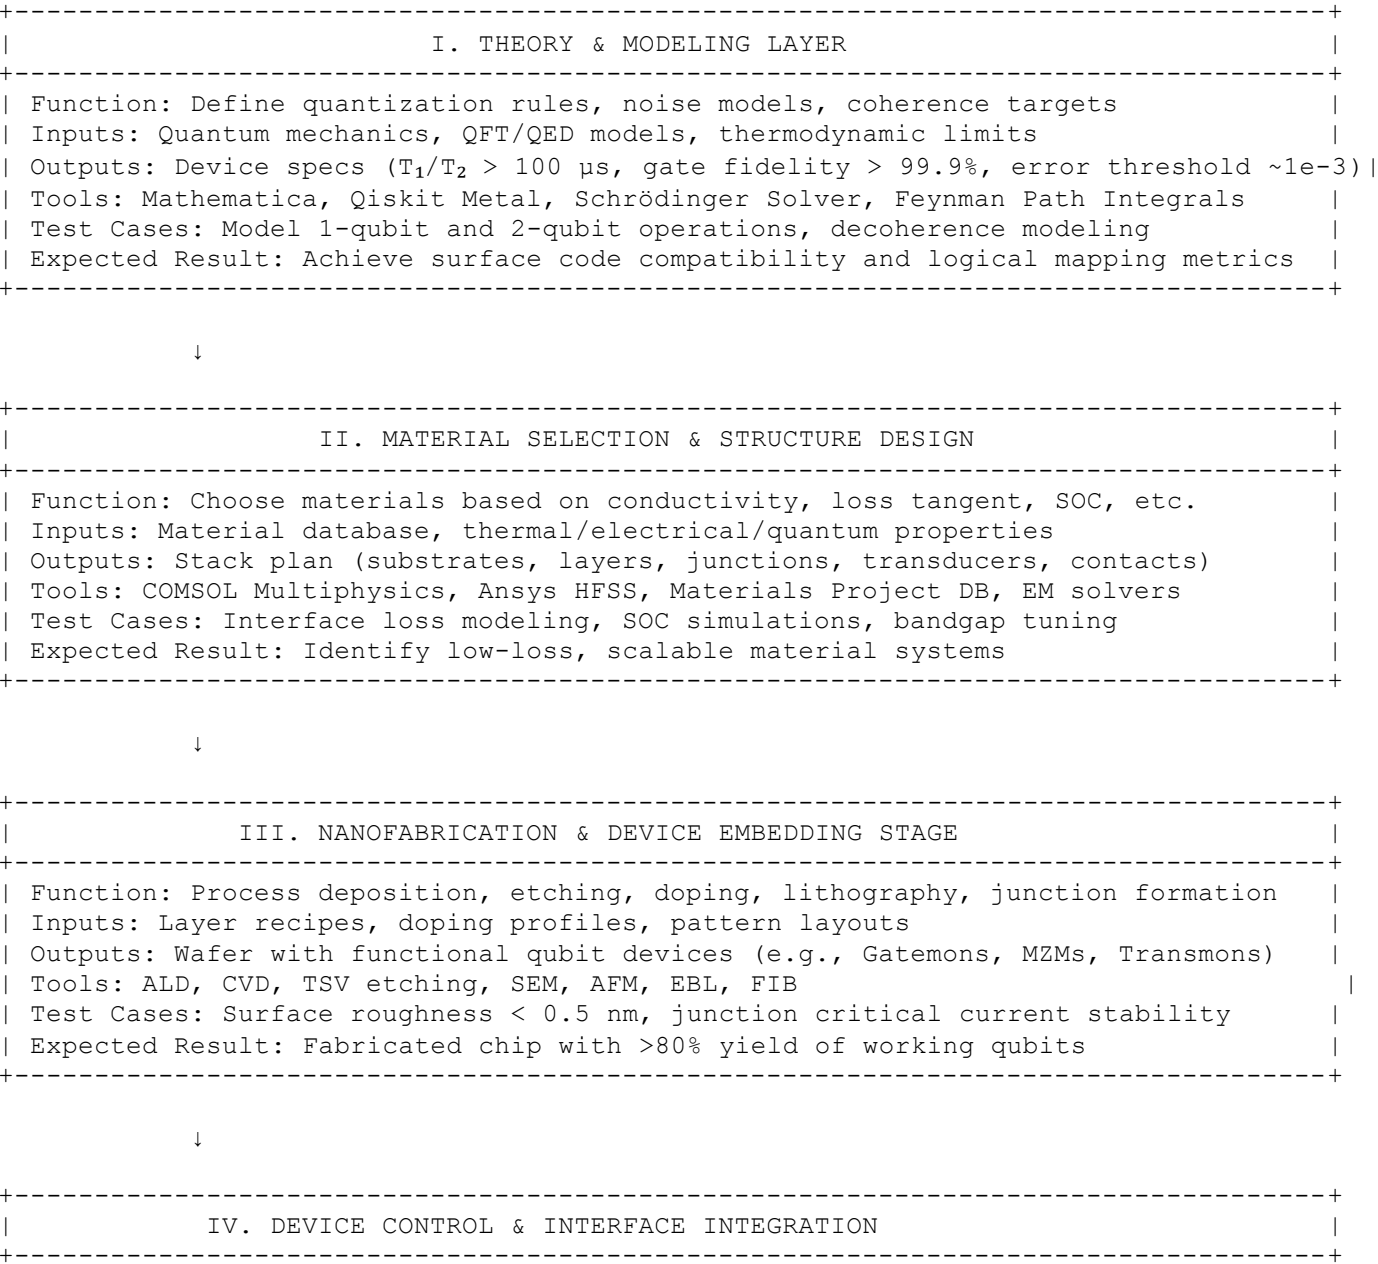 +----------------------------------------------------------------------------------+
| I. THEORY & MODELING LAYER |
+----------------------------------------------------------------------------------+
| Function: Define quantization rules, noise models, coherence targets |
| Inputs: Quantum mechanics, QFT/QED models, thermodynamic limits |
| Outputs: Device specs (T₁/T₂ > 100 μs, gate fidelity > 99.9%, error threshold ~1e-3)|
| Tools: Mathematica, Qiskit Metal, Schrödinger Solver, Feynman Path Integrals |
| Test Cases: Model 1-qubit and 2-qubit operations, decoherence modeling |
| Expected Result: Achieve surface code compatibility and logical mapping metrics |
+----------------------------------------------------------------------------------+
↓
+----------------------------------------------------------------------------------+
| II. MATERIAL SELECTION & STRUCTURE DESIGN |
+----------------------------------------------------------------------------------+
| Function: Choose materials based on conductivity, loss tangent, SOC, etc. |
| Inputs: Material database, thermal/electrical/quantum properties |
| Outputs: Stack plan (substrates, layers, junctions, transducers, contacts) |
| Tools: COMSOL Multiphysics, Ansys HFSS, Materials Project DB, EM solvers |
| Test Cases: Interface loss modeling, SOC simulations, bandgap tuning |
| Expected Result: Identify low-loss, scalable material systems |
+----------------------------------------------------------------------------------+
↓
+----------------------------------------------------------------------------------+
| III. NANOFABRICATION & DEVICE EMBEDDING STAGE |
+----------------------------------------------------------------------------------+
| Function: Process deposition, etching, doping, lithography, junction formation |
| Inputs: Layer recipes, doping profiles, pattern layouts |
| Outputs: Wafer with functional qubit devices (e.g., Gatemons, MZMs, Transmons) |
| Tools: ALD, CVD, TSV etching, SEM, AFM, EBL, FIB |
| Test Cases: Surface roughness < 0.5 nm, junction critical current stability |
| Expected Result: Fabricated chip with >80% yield of working qubits |
+----------------------------------------------------------------------------------+
↓
+----------------------------------------------------------------------------------+
| IV. DEVICE CONTROL & INTERFACE INTEGRATION |
+----------------------------------------------------------------------------------+